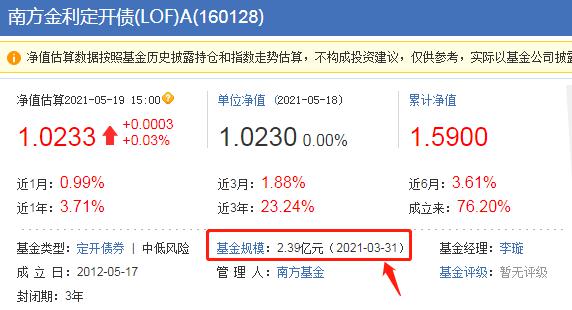 南方金利定开债(LOF)A(160128)
净值估算数据按照基金历史披露持仓和指数走势估算，不构成投资建议，仅供参考，实际以基金公司披露
净值估算2021-05-19 15:00 单位净值 (2021-05-18) 累计净值
1.0233 +0.0003 +0.03% 1.0230 0.00% 1.5900
近1月：0.99% 近3月：1.88% 近6月：3.61%
近1年：3.71% 近3年：23.24% 成立来：76.20%
基金类型：定开债券 | 中低风险 基金规模：2.39亿元（2021-03-31） 基金经理：李璇
成 立 日：2012-05-17 管 理 人：南方基金 基金评级：暂无评级
封闭期：3年